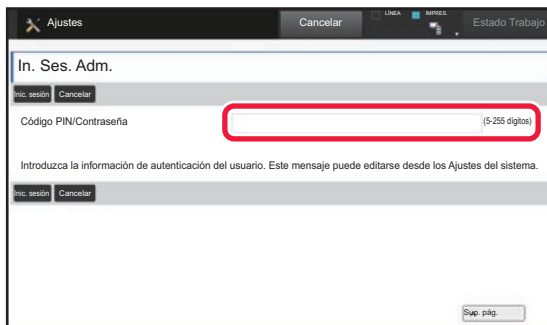 Ajustes
Cancelar
LÍNEA
IMPRES.
Estado Trabajo
In. Ses. Adm.
Inic. sesión
Cancelar
Código PIN/Contraseña
(5-255 dígitos)
Introduzca la información de autenticación del usuario. Este mensaje puede editarse desde los Ajustes del sistema.
Inic. sesión
Cancelar
Sup. pág.